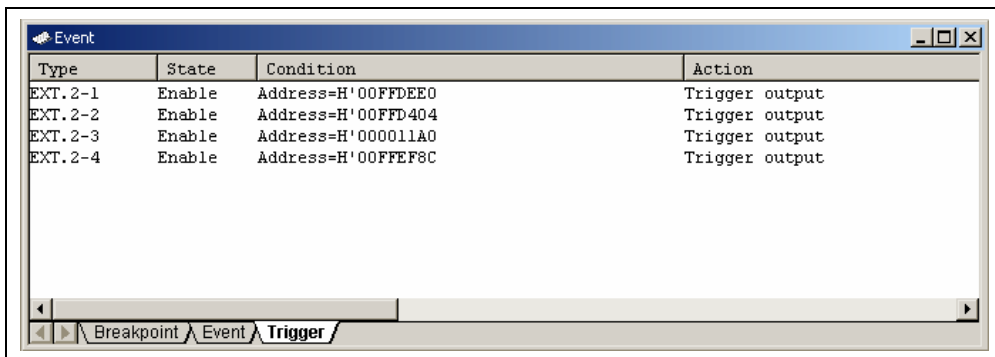 Event
Type State Condition Action
EXT.2-1 Enable Address=H'00FFDEE0 Trigger output
EXT.2-2 Enable Address=H'00FFD404 Trigger output
EXT.2-3 Enable Address=H'000011A0 Trigger output
EXT.2-4 Enable Address=H'00FFEF8C Trigger output
Breakpoint Event Trigger